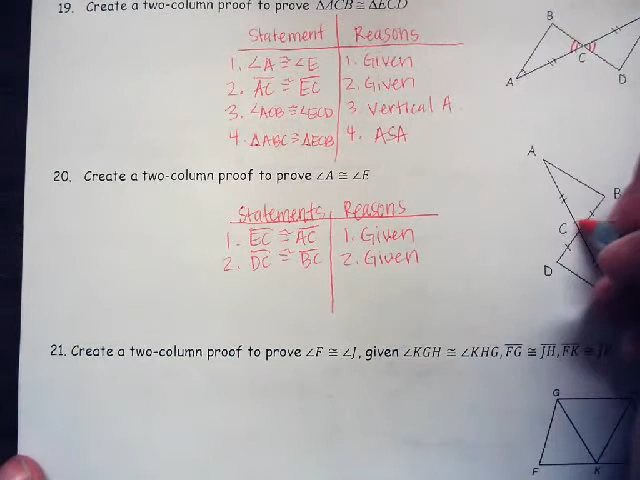 19. Create a two-column proof to prove ΔACB ≅ ΔECD
Statement Reasons
1. ∠A ≅ ∠E 1. Given
2. AC ≅ EC 2. Given
3. ∠ACB ≅ ∠ECD 3 Vertical A.
4. ΔABC ≅ ΔECB 4. ASA
B
C
A
D
20. Create a two-column proof to prove ∠A ≅ ∠E
Statements Reasons
1. EC ≅ AC 1. Given
2. DC ≅ BC 2. Given
A
B
C
D
21. Create a two-column proof to prove ∠F ≅ ∠J, given ∠KGH ≅ ∠KHG, FG ≅ JH, FK ≅
G
F K